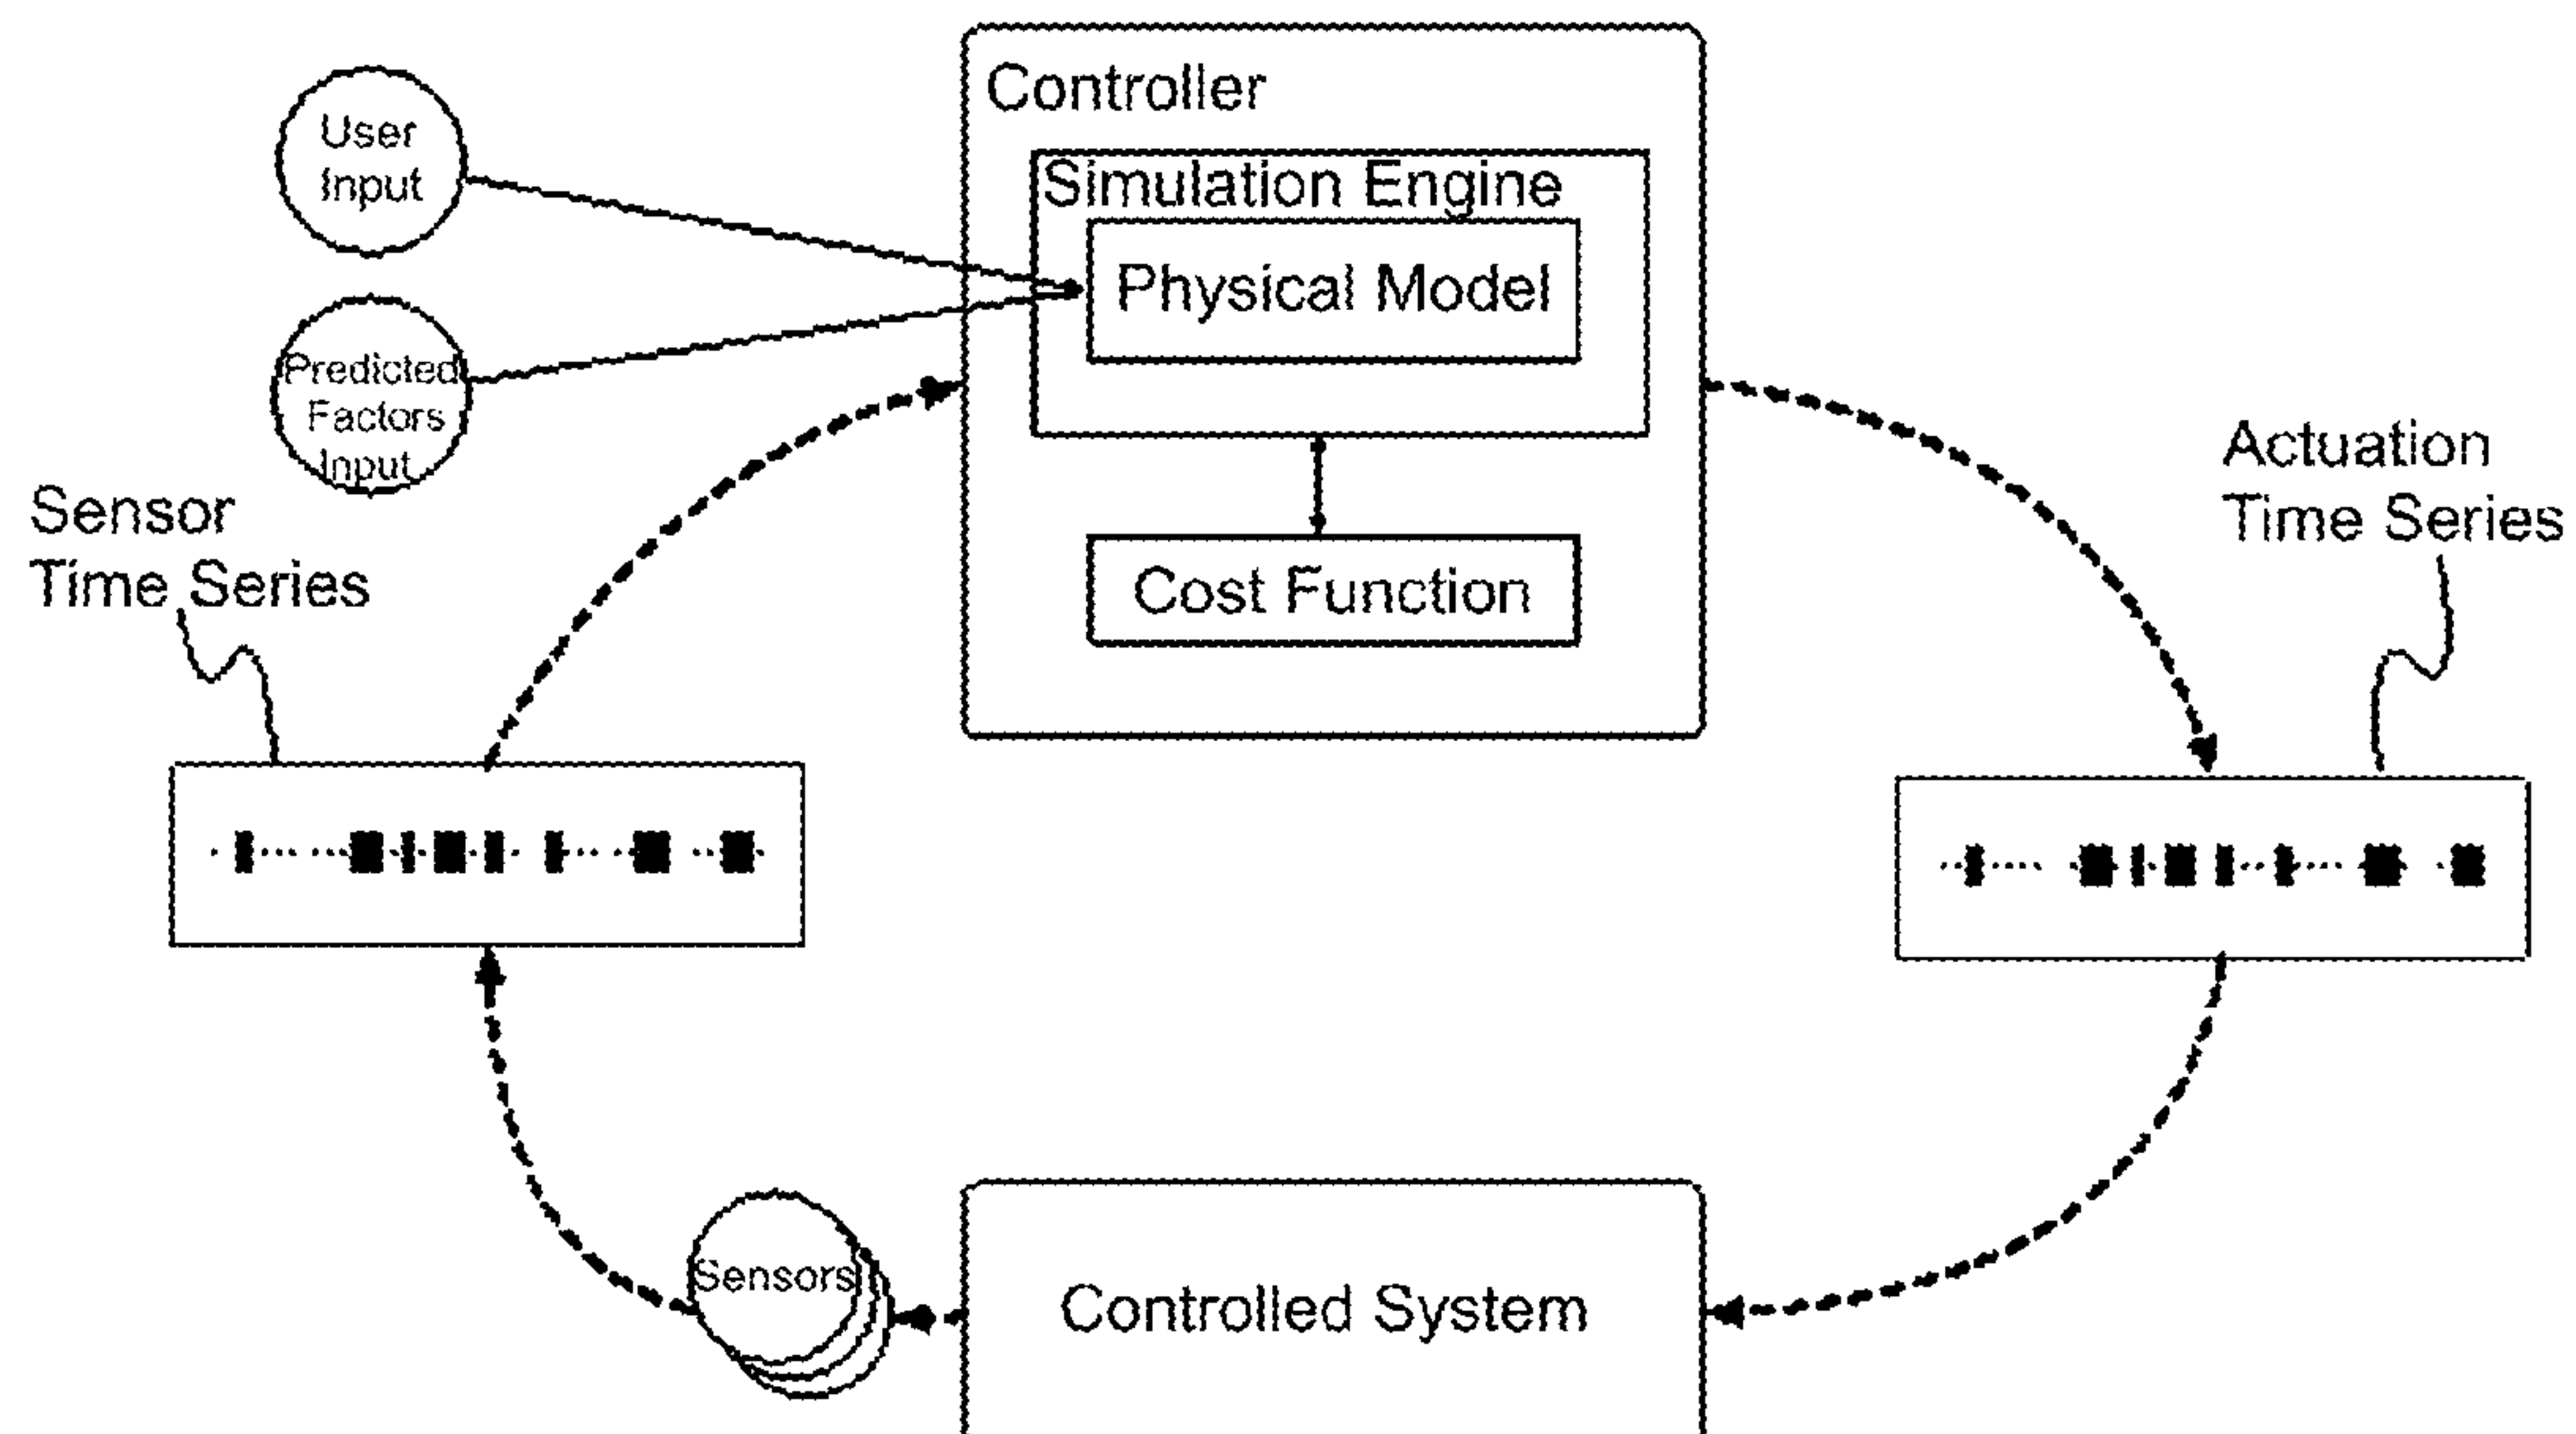 Controller
User
Input
Simulation Engine
Physical Model
Predicted
Factors
Input
Sensor
Time Series
Actuation
Time Series
Cost Function
Sensors
Controlled System